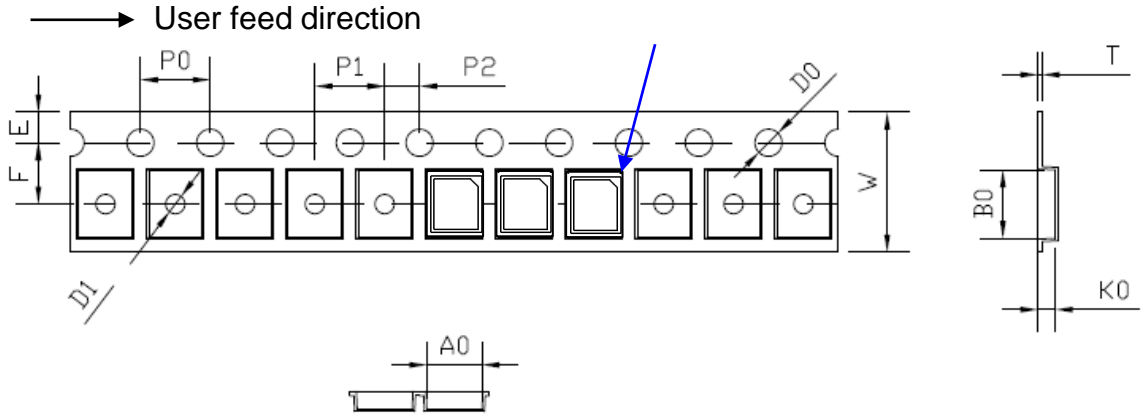 User feed direction
P0
P1
P2
D0
T
E
F
W
B0
D1
K0
A0